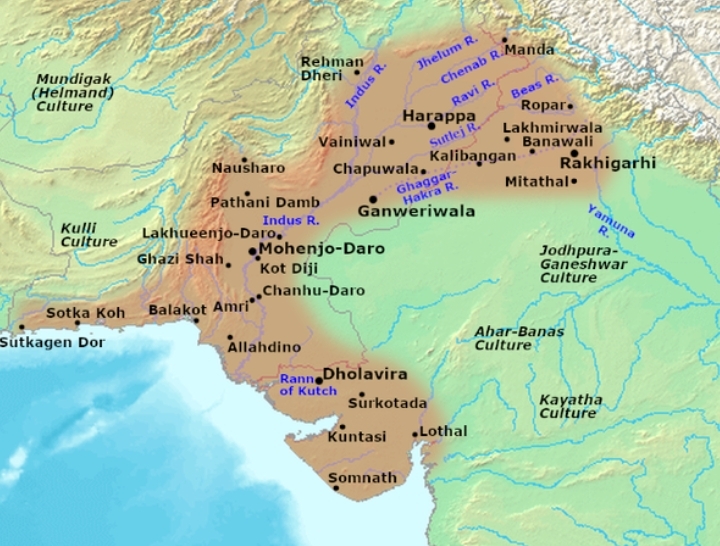 Rehman
Dheri
Manda
Jhelum R.
Chenab R.
Indus R.
Ravi R.
Beas R.
Mundigak
(Helmand)
Culture
Ropar
Harappa
Sutlej R.
Lakhmirwala
Banawali
Vainiwal
Kalibangan
Rakhigarhi
Chapuwala
Nausharo
Ghaggar-
Hakra R.
Mitathal
Pathani Damb
Ganweriwala
Indus R.
Yamuna
R.
Kulli
Culture
Lakhueenjo-Daro
Mohenjo-Daro
Ghazi Shah
Kot Diji
Jodhpura-
Ganeshwar
Culture
Chanhu-Daro
Amri
Balakot
Sotka Koh
Sutkagen Dor
Allahdino
Ahar-Banas
Culture
Dholavira
Rann
of Kutch
Surkotada
Kayatha
Culture
Kuntasi
Lothal
Somnath